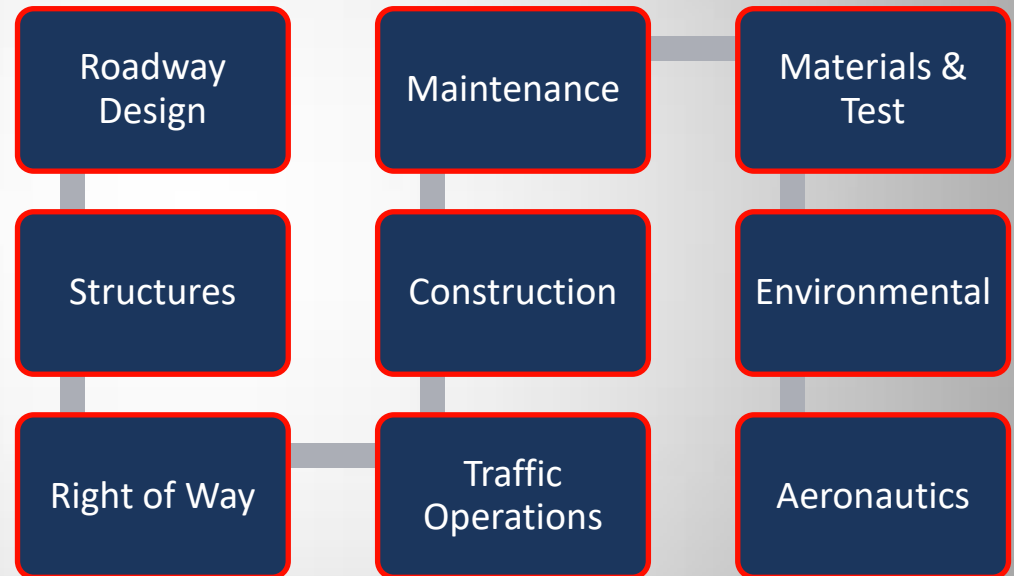 Roadway
Design
Structures
Right of Way
Traffic
Operations
Construction
Maintenance
Materials &
Test
Environmental
Aeronautics